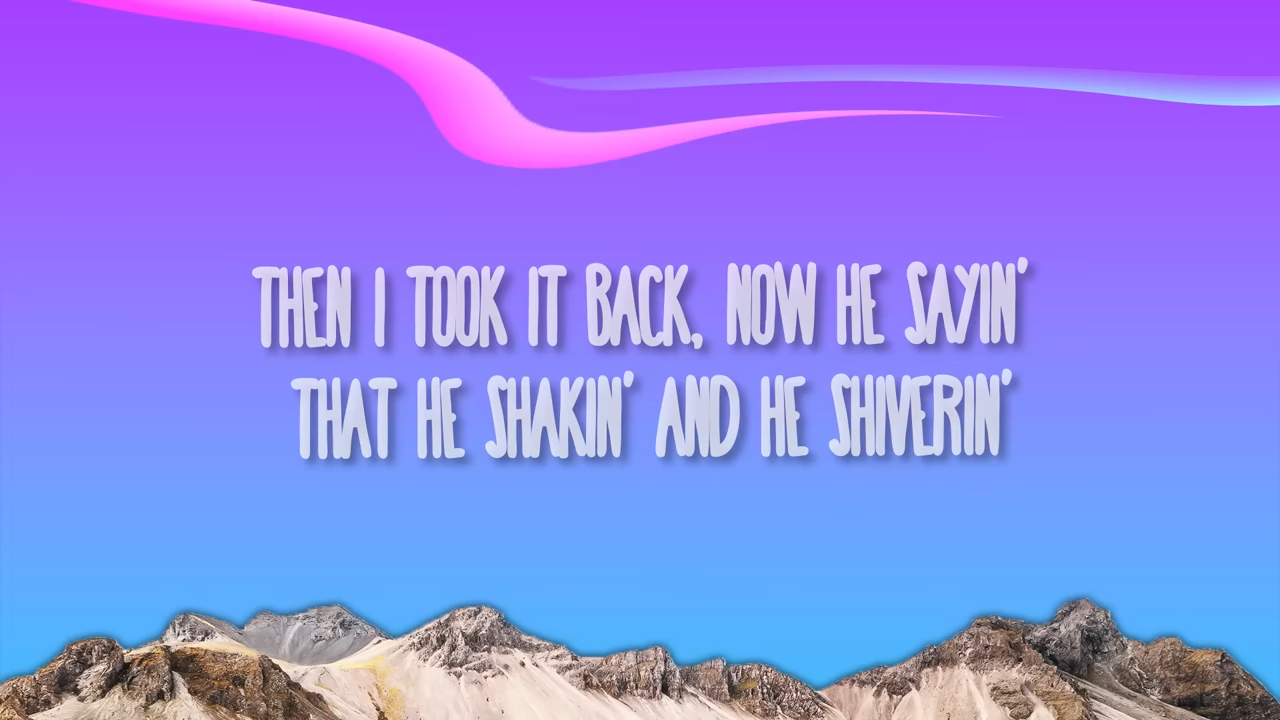 THEN I TOOK IT BACK, NOW HE SAYIN'
THAT HE SHAKIN' AND HE SHIVERIN'